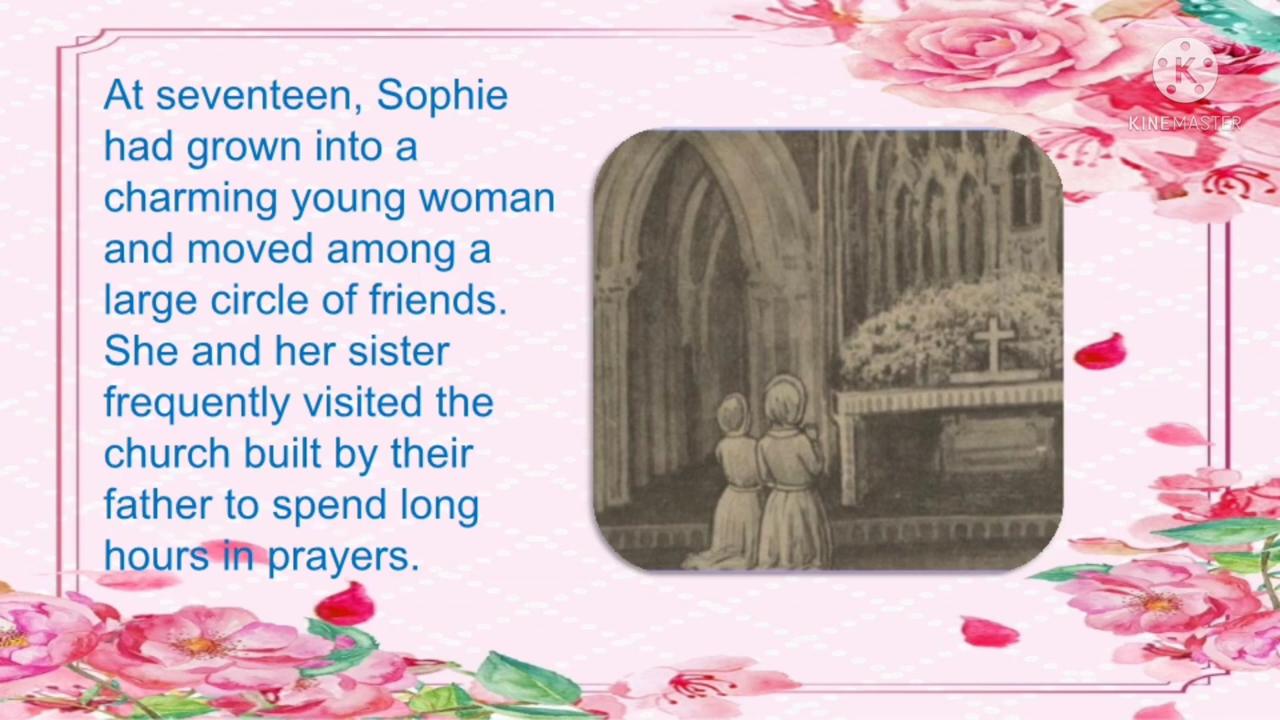 At seventeen, Sophie
had grown into a
charming young woman
and moved among a
large circle of friends.
She and her sister
frequently visited the
church built by their
father to spend long
hours in prayers.
K
KINEMASTER